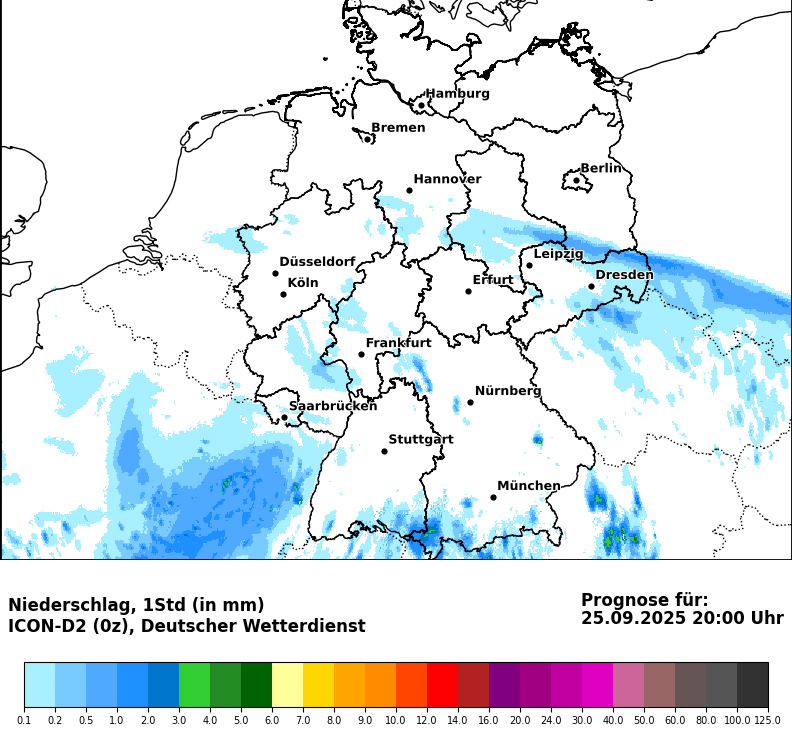 Hamburg
Bremen
Berlin
Hannover
Leipzig
Düsseldorf
Dresden
Köln
Erfurt
Frankfurt
Nürnberg
Saarbrücken
Stuttgart
München
Niederschlag, 1Std (in mm)
ICON-D2 (0z), Deutscher Wetterdienst
Prognose für:
25.09.2025 20:00 Uhr
0.1 0.2 0.5 1.0 2.0 3.0 4.0 5.0 6.0 7.0 8.0 9.0 10.0 12.0 14.0 16.0 20.0 24.0 30.0 40.0 50.0 60.0 80.0 100.0 125.0